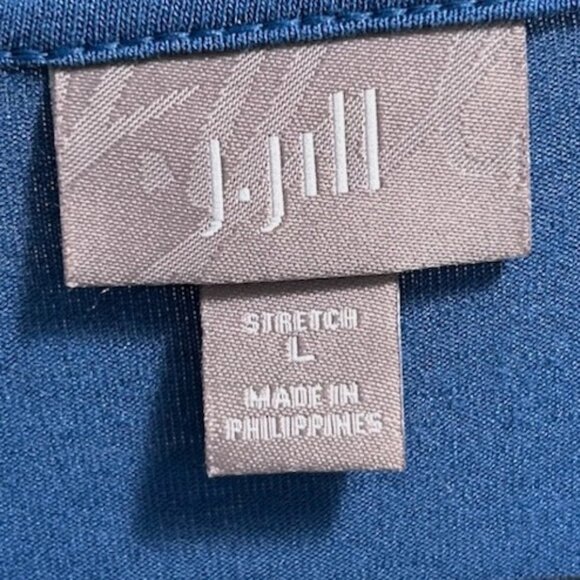 J.Jill
STRETCH
L
MADE IN
PHILIPPINES